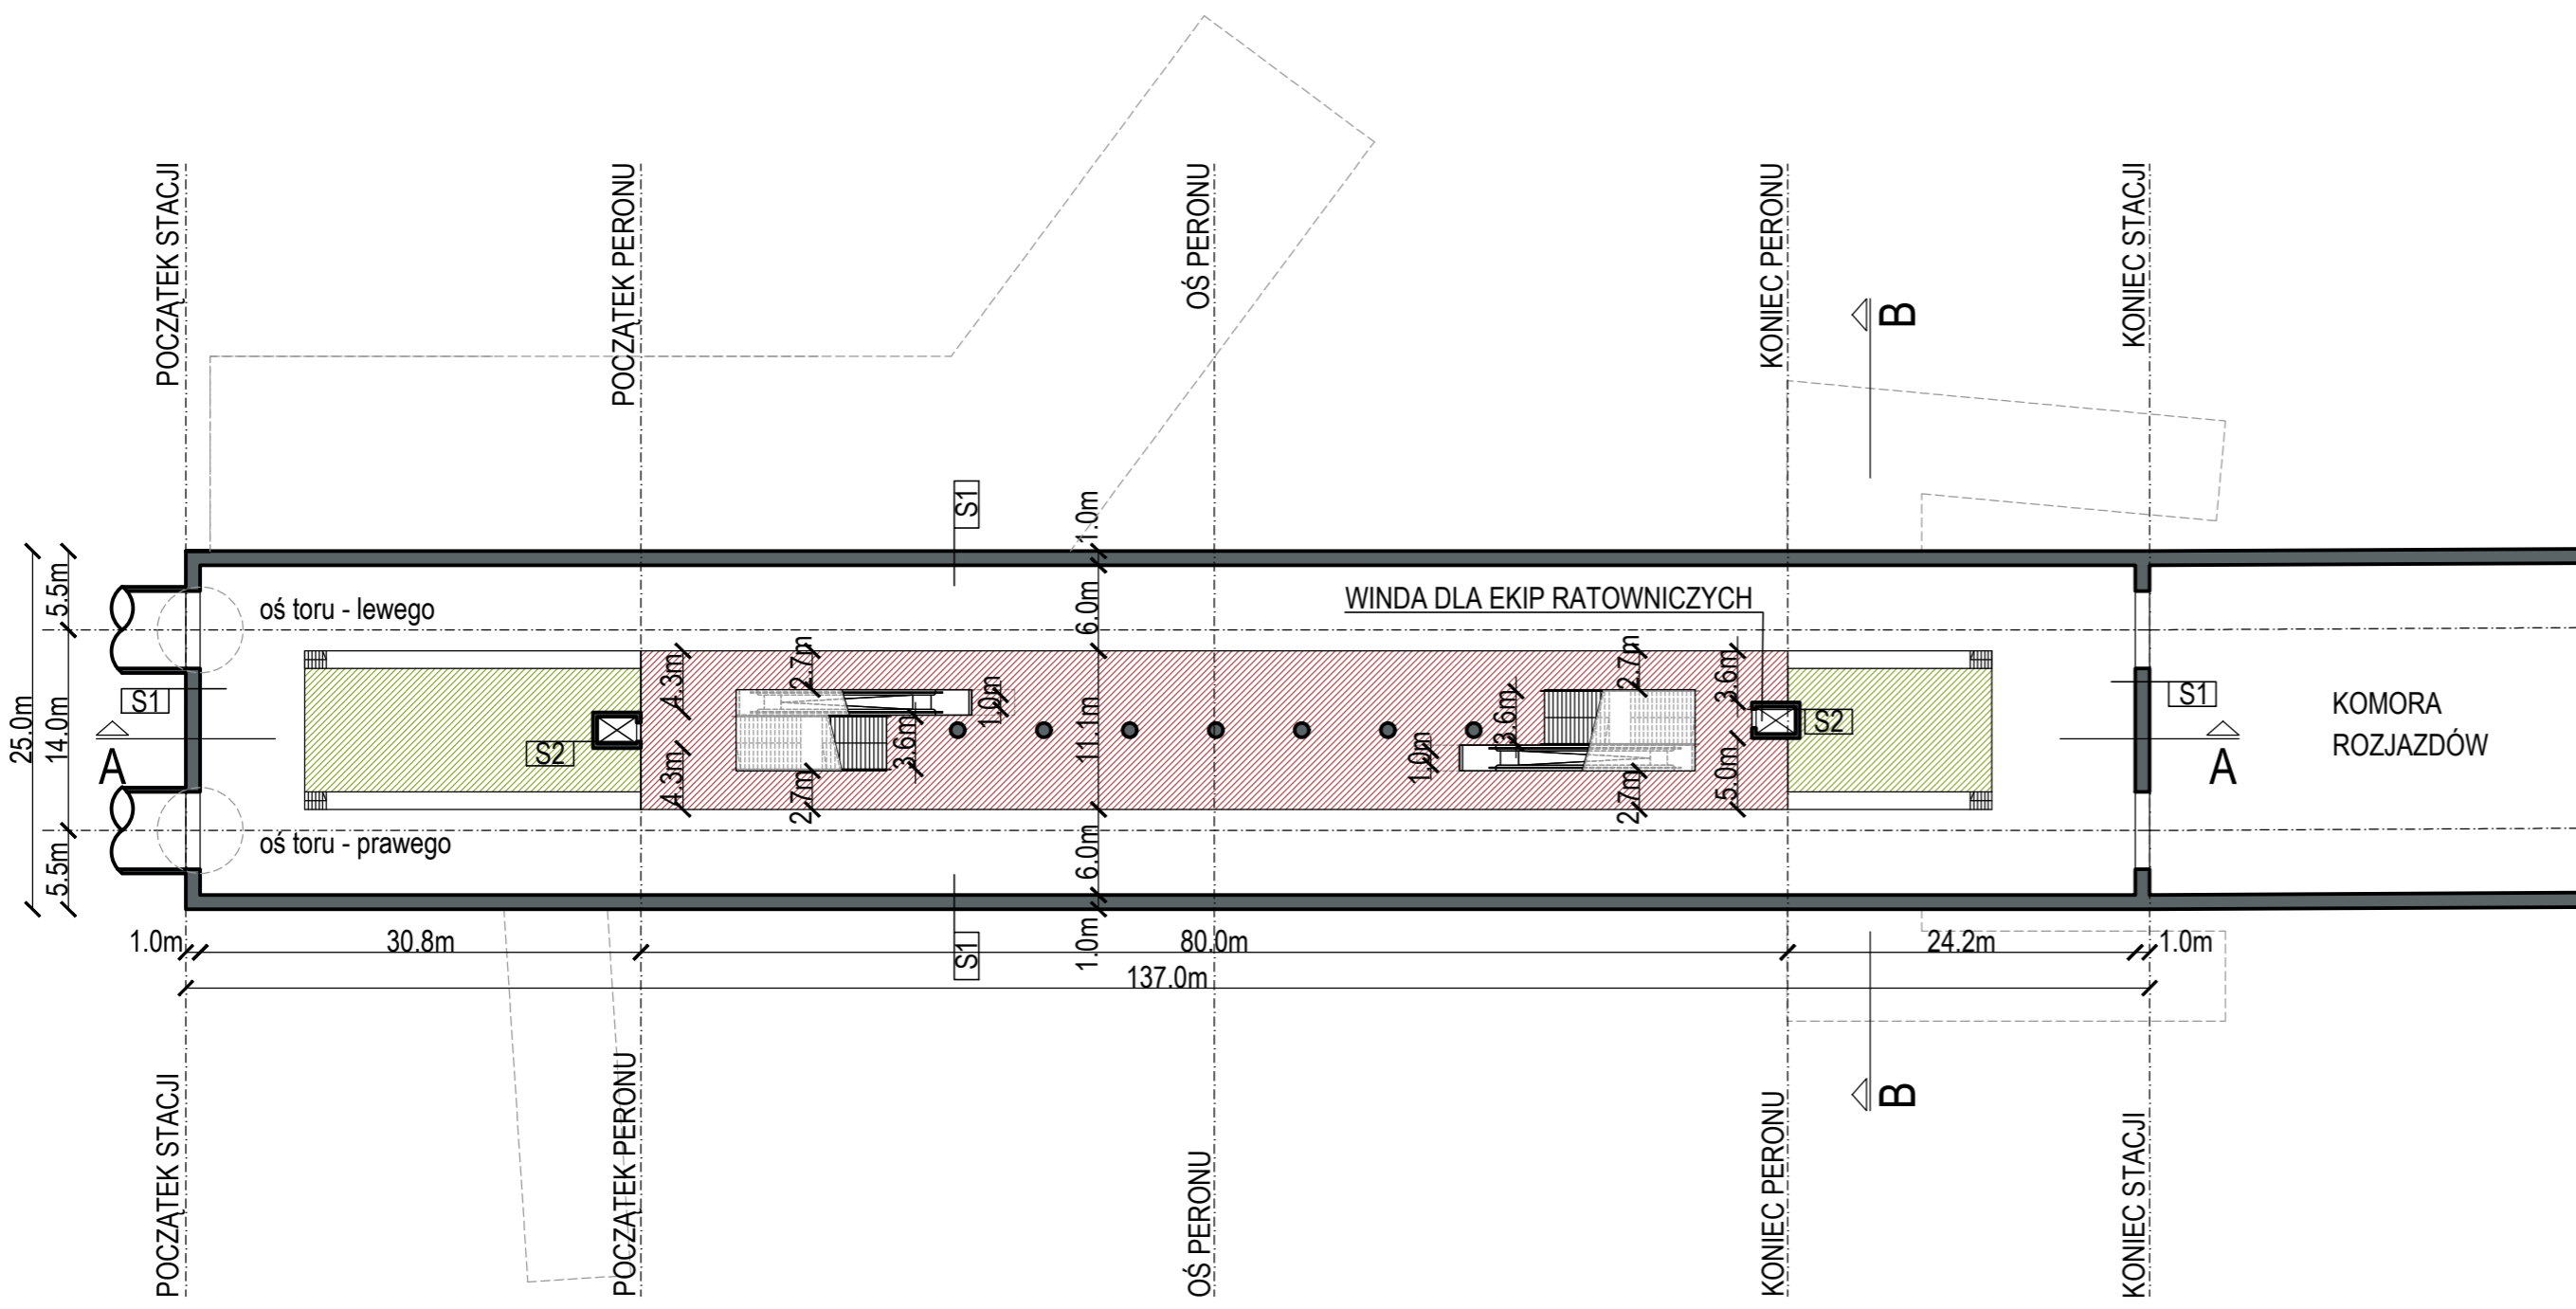 POCZĄTEK STACJI
POCZĄTEK PERONU
OŚ PERONU
KONIEC PERONU
KONIEC STACJI
B
S1
1.0m
25.0m
5.5m
14.0m
5.5m
oś toru - lewego
6.0m
WINDA DLA EKIP RATOWNICZYCH
4.3m
2.7m
2.7m
3.6m
S1
1.0m
3.6m
11.1m
3.6m
1.0m
S2
S2
S1
KOMORA
ROZJAZDÓW
A
A
4.3m
2.7m
2.7m
5.0m
oś toru - prawego
6.0m
1.0m
30.8m
S1
1.0m
80.0m
24.2m
1.0m
137.0m
B
POCZĄTEK STACJI
POCZĄTEK PERONU
OŚ PERONU
KONIEC PERONU
KONIEC STACJI